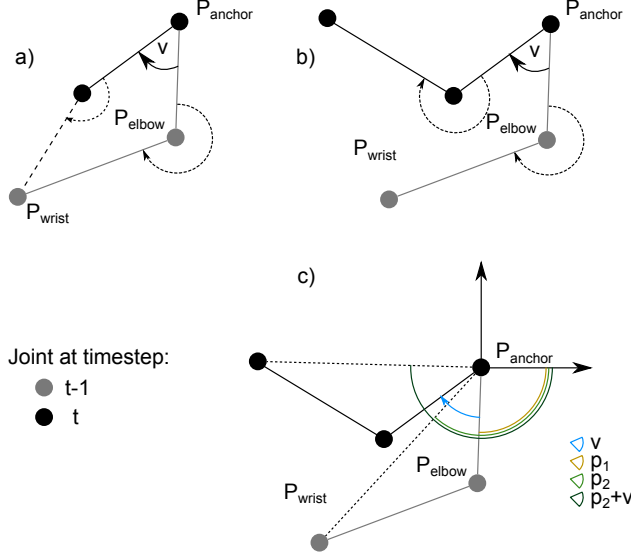 a)
P_anchor
v
P_elbow
P_wrist
b)
P_anchor
v
P_elbow
P_wrist
c)
P_anchor
P_elbow
P_wrist
Joint at timestep:
t-1
t
v
p_1
p_2
p_2+v